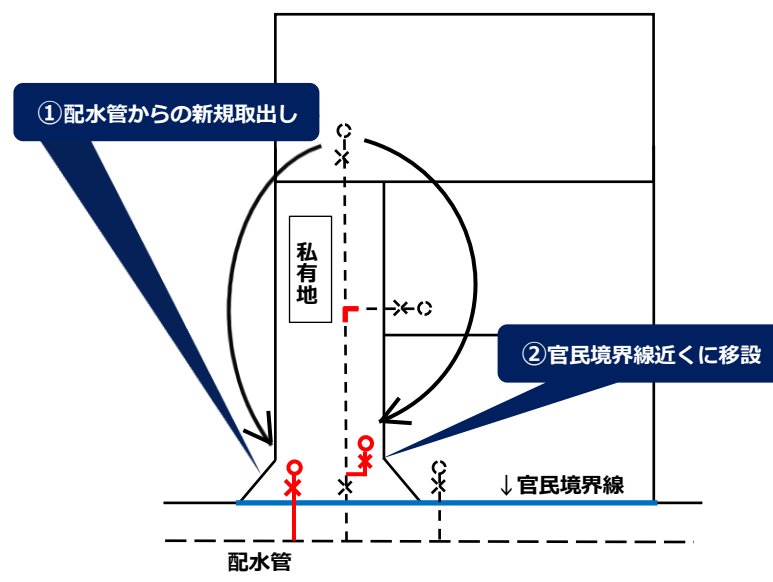 ①配水管からの新規取出し
私有地
②官民境界線近くに移設
↓官民境界線
配水管